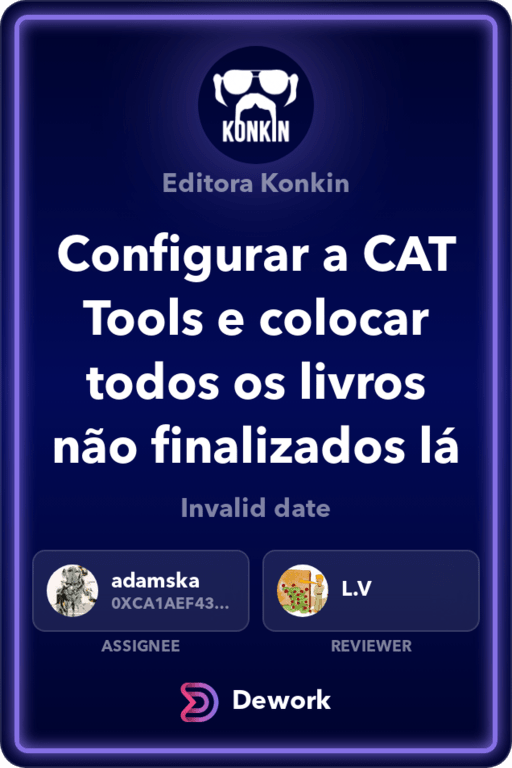 KONKIN
Editora Konkin
Configurar a CAT
Tools e colocar
todos os livros
não finalizados lá
Invalid date
adamska
0XCA1AEF43...
ASSIGNEE
L.V
REVIEWER
Dework